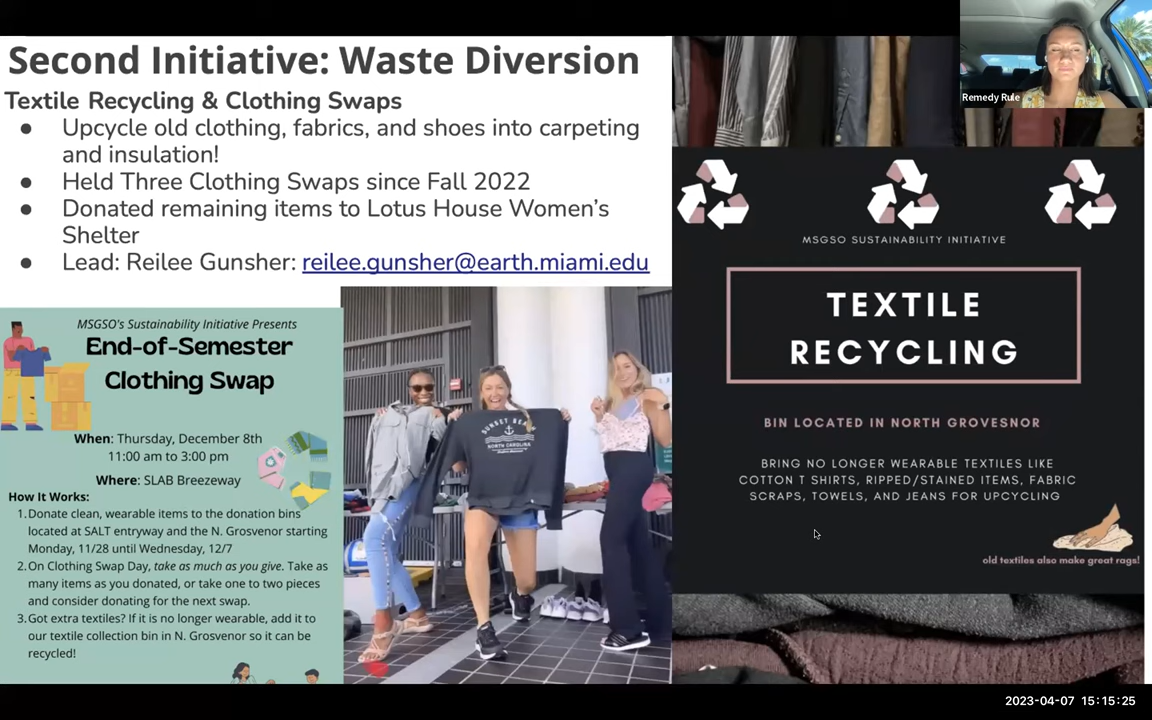 Second Initiative: Waste Diversion
Textile Recycling & Clothing Swaps
● Upcycle old clothing, fabrics, and shoes into carpeting
and insulation!
● Held Three Clothing Swaps since Fall 2022
● Donated remaining items to Lotus House Women's
Shelter
● Lead: Reilee Gunsher: reilee.gunsher@earth.miami.edu
MSGSO's Sustainability Initiative Presents
End-of-Semester
Clothing Swap
When: Thursday, December 8th
11:00 am to 3:00 pm
Where: SLAB Breezeway
How It Works:
1. Donate clean, wearable items to the donation bins
located at SALT entryway and the N. Grosvenor starting
Monday, 11/28 until Wednesday, 12/7
2. On Clothing Swap Day, take as much as you give. Take as
many items as you donated, or take one to two pieces
and consider donating for the next swap.
3. Got extra textiles? If it is no longer wearable, add it to
our textile collection bin in N. Grosvenor so it can be
recycled!
SUNSET BEACH
NORTH CAROLINA
Remedy Rule
MSGSO SUSTAINABILITY INITIATIVE
TEXTILE
RECYCLING
BIN LOCATED IN NORTH GROVESNOR
BRING NO LONGER WEARABLE TEXTILES LIKE
COTTON T SHIRTS, RIPPED/STAINED ITEMS, FABRIC
SCRAPS, TOWELS, AND JEANS FOR UPCYCLING
old textiles also make great rags!
2023-04-07 15:15:25